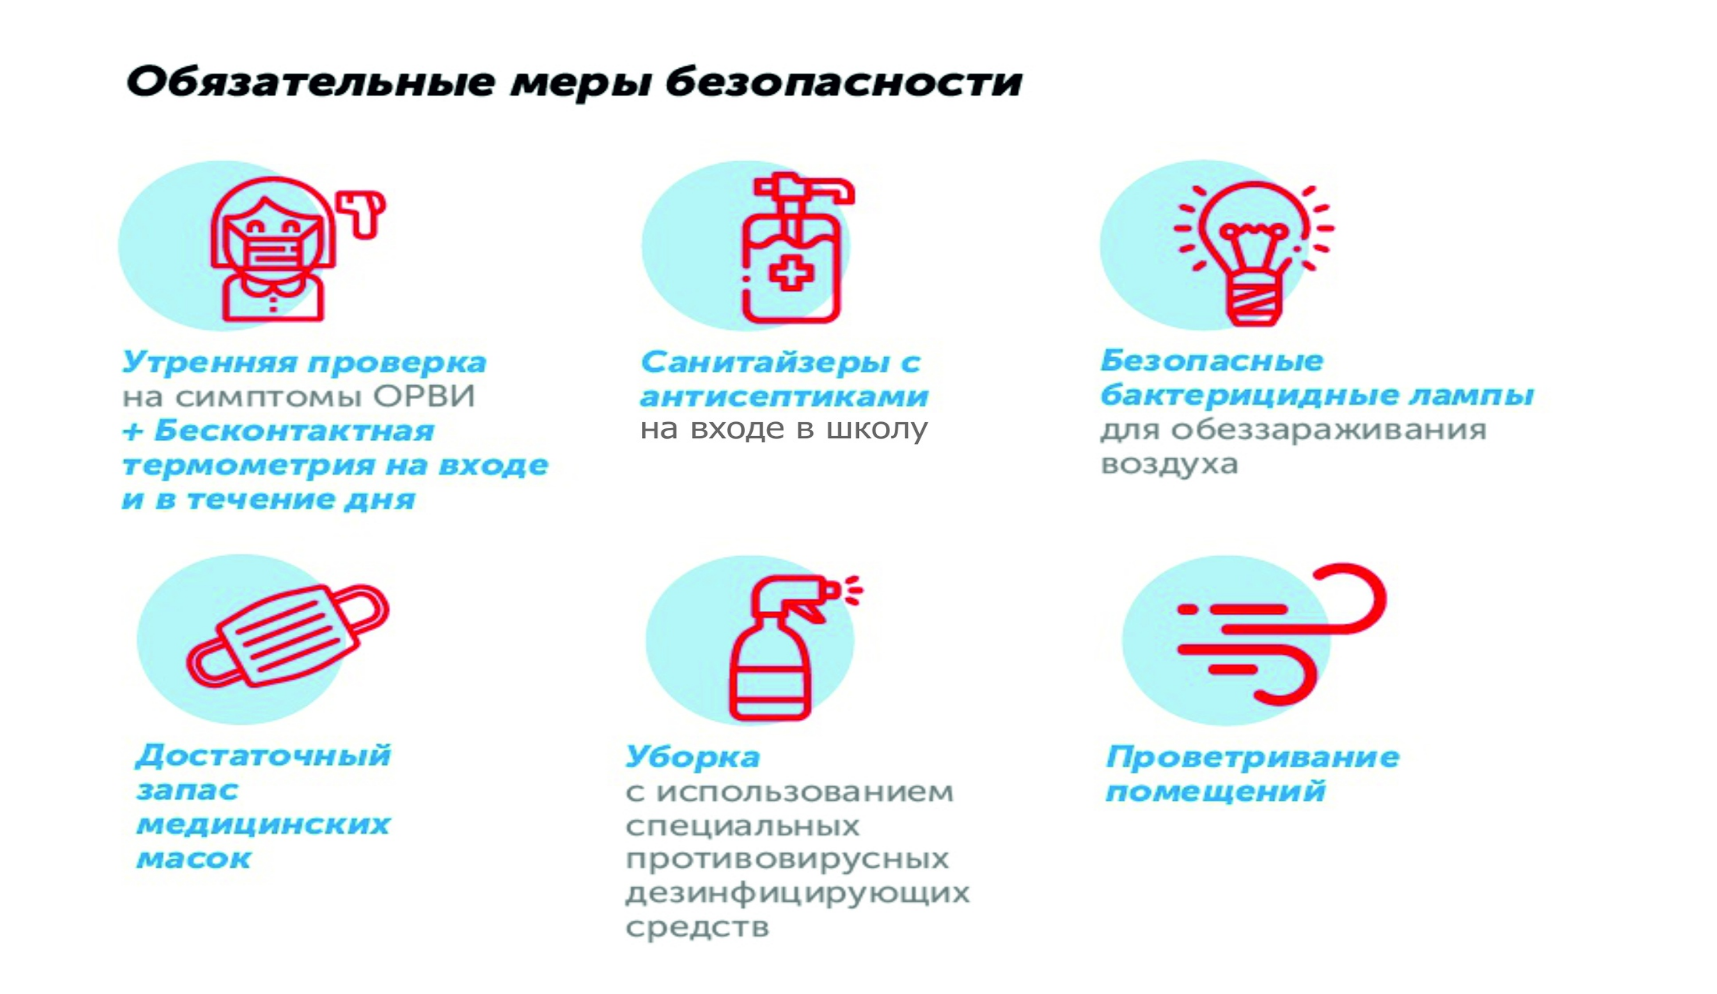 Обязательные меры безопасности
Утренняя проверка
на симптомы ОРВИ
+ Бесконтактная
термометрия на входе
и в течение дня
Санитайзеры с
антисептиками
на входе в школу
Безопасные
бактерицидные лампы
для обеззараживания
воздуха
Достаточный
запас
медицинских
масок
Уборка
с использованием
специальных
противовирусных
дезинфицирующих
средств
Проветривание
помещений